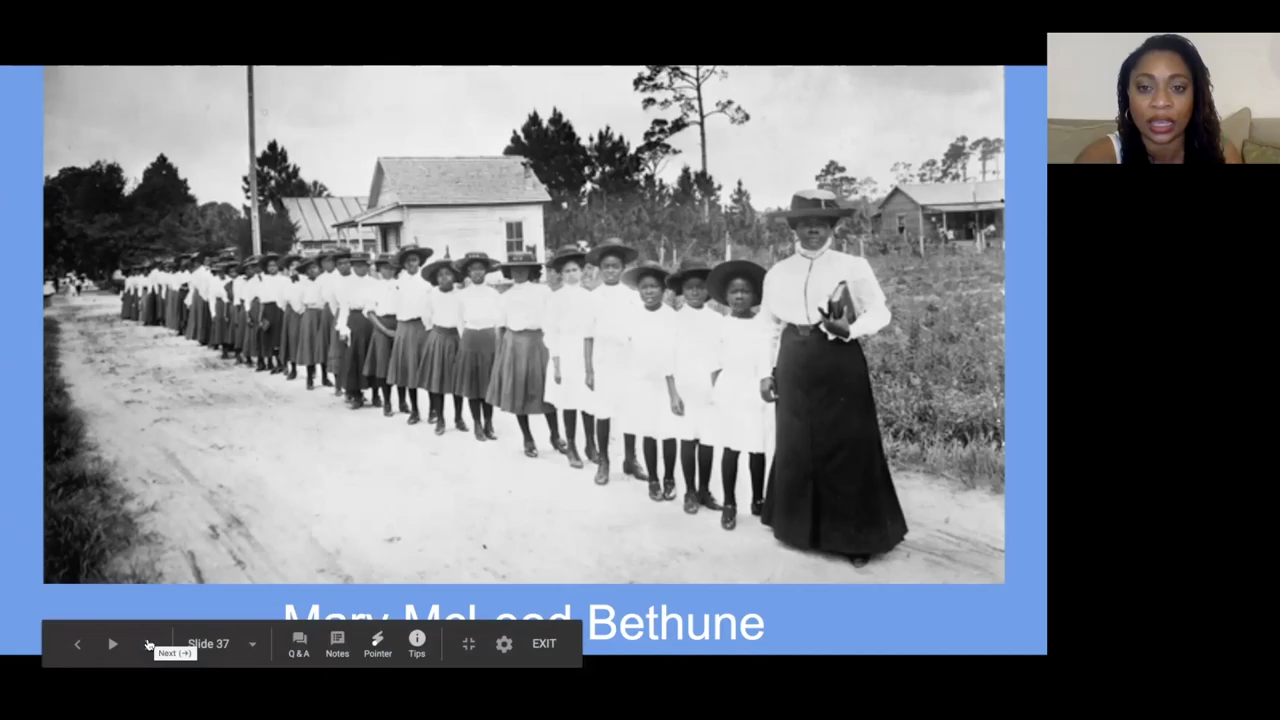 Mary McLeod Bethune
Slide 37
Q & A
Notes
Pointer
Tips
EXIT
Next (→)